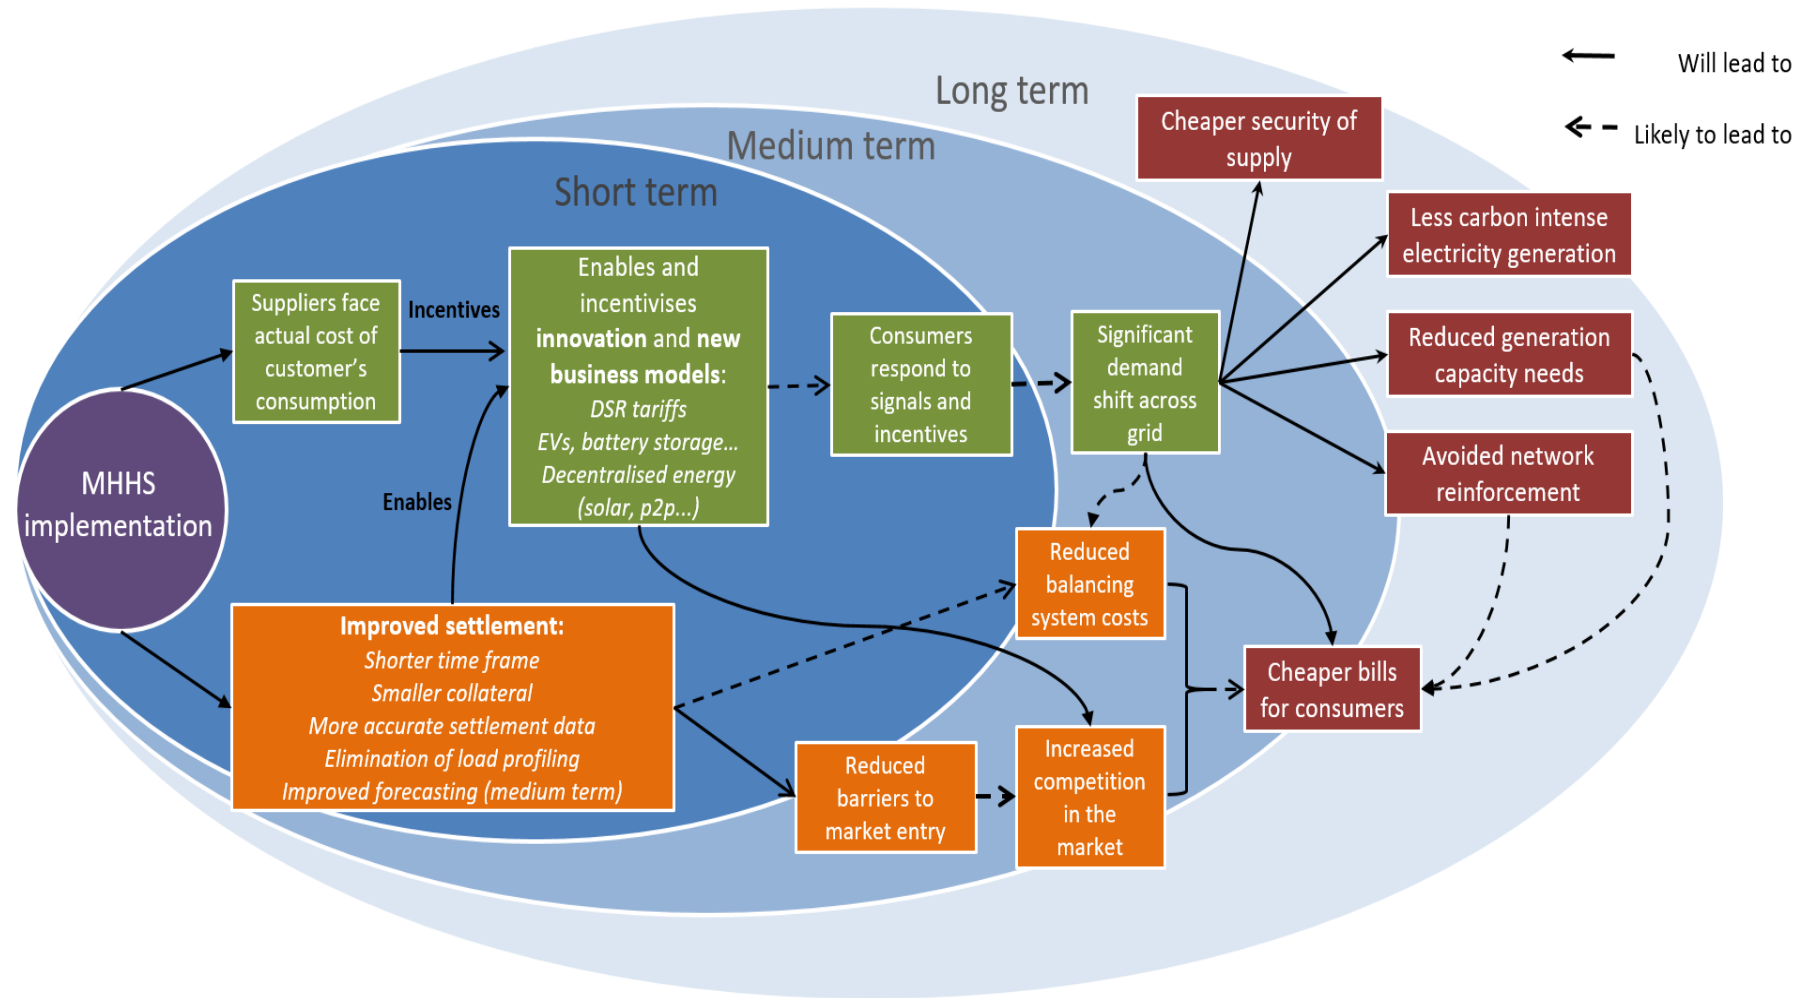 Long term
Medium term
Short term
Will lead to
Likely to lead to
Cheaper security of
supply
Less carbon intense
electricity generation
Reduced generation
capacity needs
Avoided network
reinforcement
MHHS
implementation
Suppliers face
actual cost of
customer’s
consumption
Incentives
Enables
Enables and
incentivises
innovation and new
business models:
DSR tariffs
EVs, battery storage...
Decentralised energy
(solar, p2p...)
Consumers
respond to
signals and
incentives
Significant
demand
shift across
grid
Improved settlement:
Shorter time frame
Smaller collateral
More accurate settlement data
Elimination of load profiling
Improved forecasting (medium term)
Reduced
balancing
system costs
Reduced
barriers to
market entry
Increased
competition
in the
market
Cheaper bills
for consumers